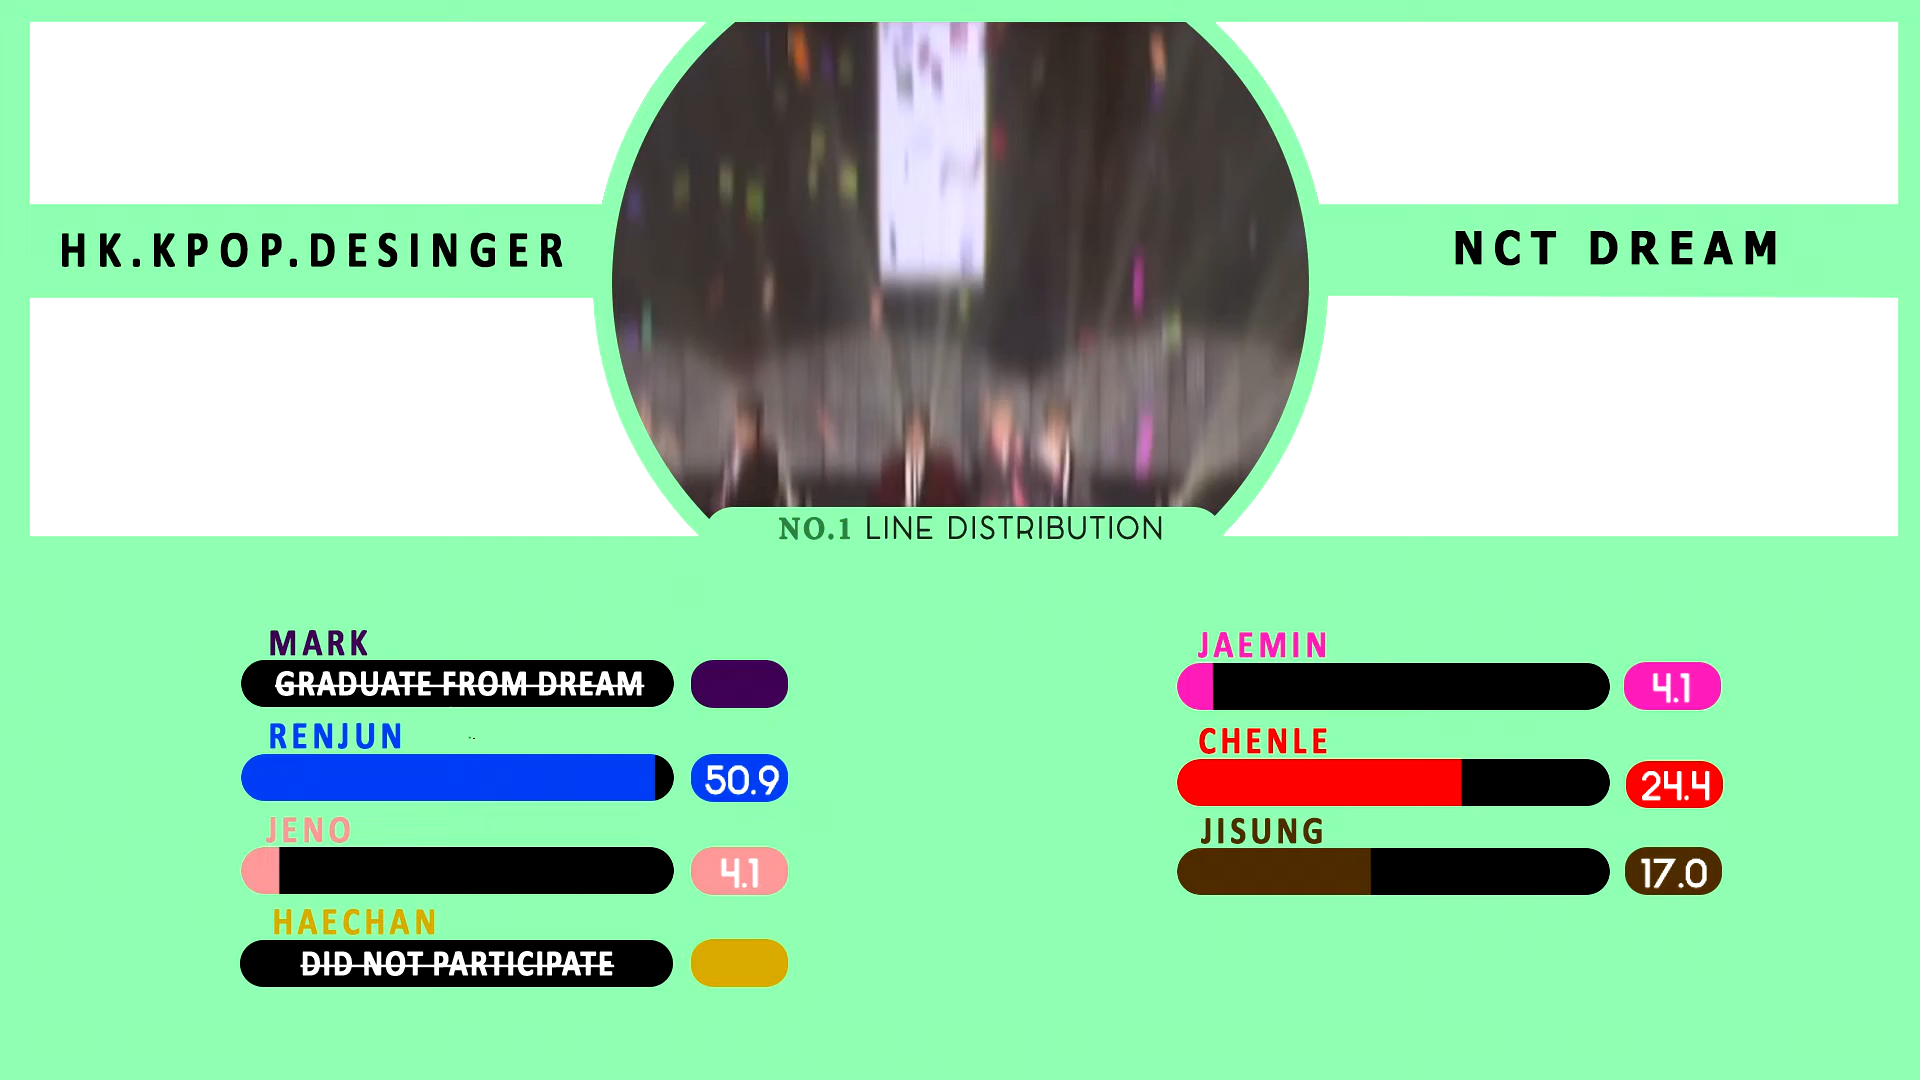 HK.KPOP.DESINGER
NCT DREAM
NO.1 LINE DISTRIBUTION
MARK
GRADUATE FROM DREAM
RENJUN
50.9
JENO
4.1
HAECHAN
DID NOT PARTICIPATE
JAEMIN
4.1
CHENLE
24.4
JISUNG
17.0